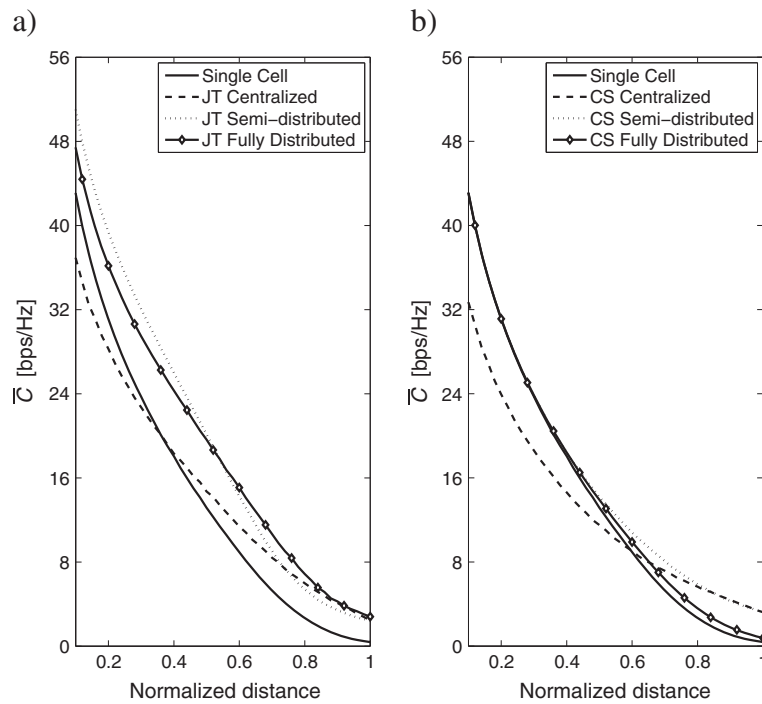 a)
56
48
40
32
24
16
8
0
C [bps/Hz]
Single Cell
JT Centralized
JT Semi−distributed
JT Fully Distributed
0.2 0.4 0.6 0.8 1
Normalized distance
b)
56
48
40
32
24
16
8
0
C [bps/Hz]
Single Cell
CS Centralized
CS Semi−distributed
CS Fully Distributed
0.2 0.4 0.6 0.8 1
Normalized distance